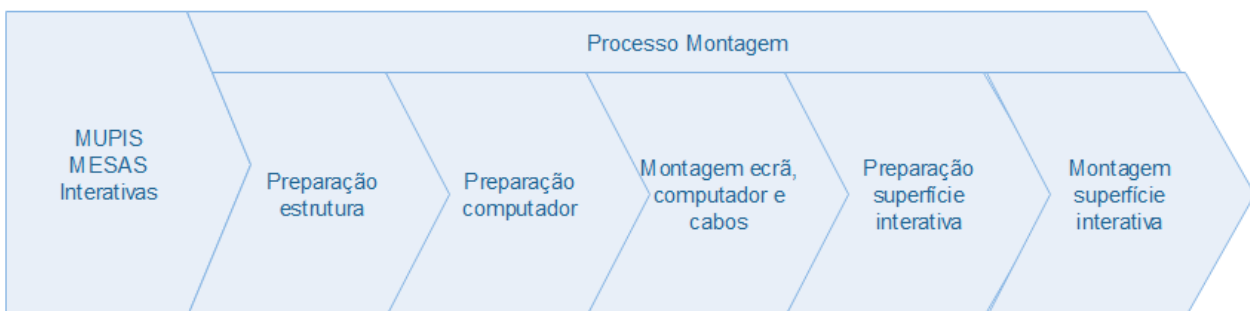 Processo Montagem
MUPIS
MESAS
Interativas
Preparação
estrutura
Preparação
computador
Montagem ecrã,
computador e
cabos
Preparação
superfície
interativa
Montagem
superfície
interativa